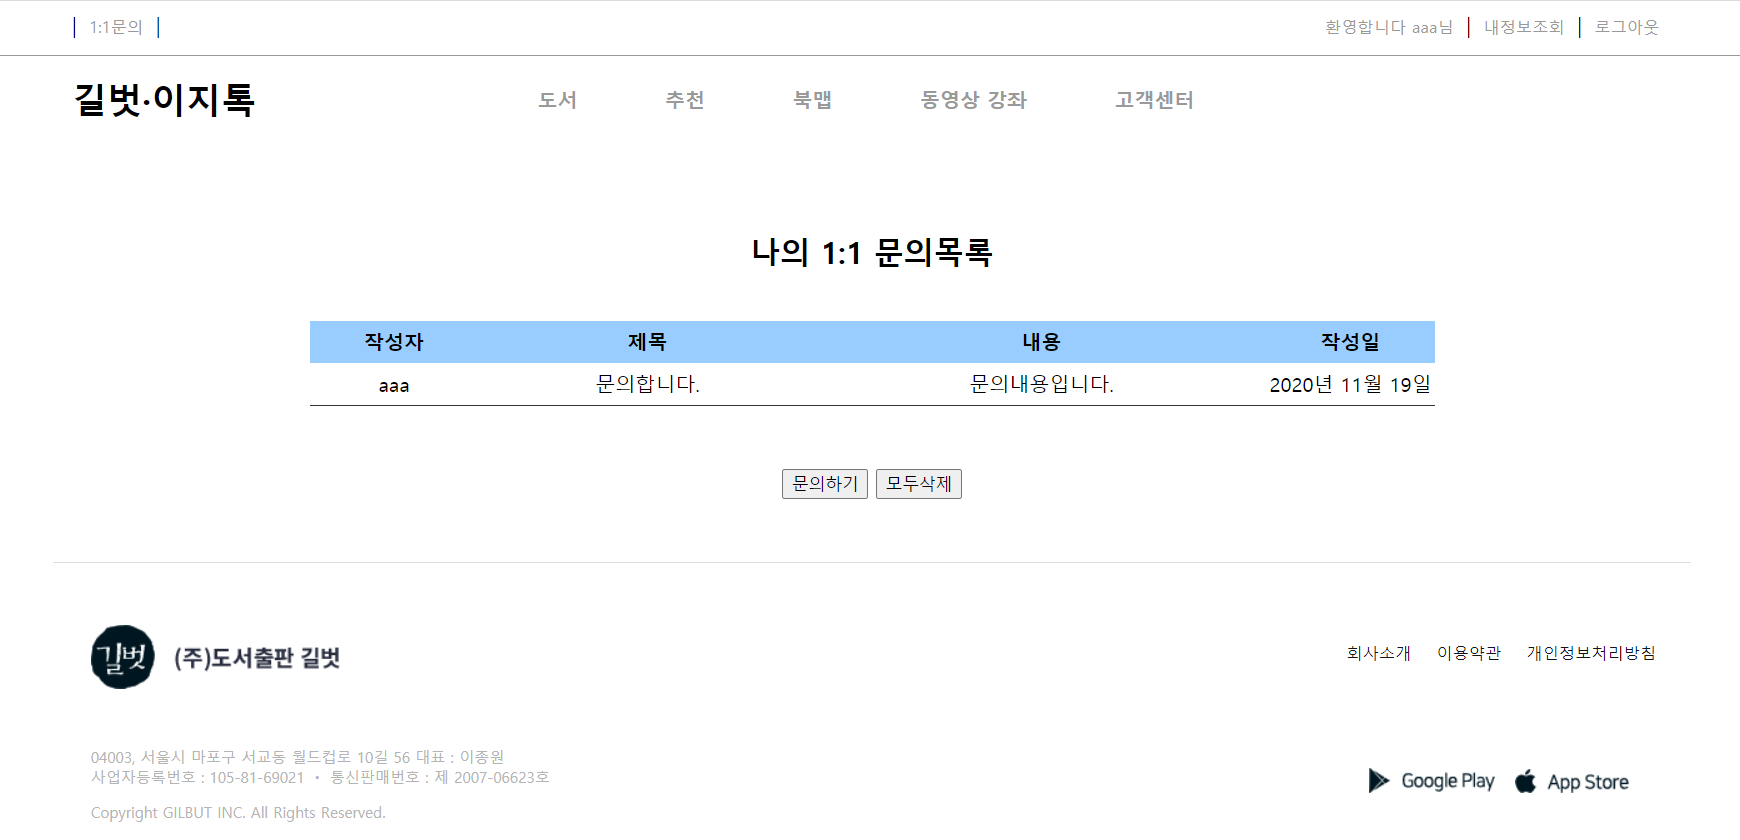 1:1문의
환영합니다 aaa님 내정보조회 로그아웃
길벗·이지톡
도서 추천 북맵 동영상 강좌 고객센터
나의 1:1 문의목록
작성자 제목 내용 작성일
aaa 문의합니다. 문의내용입니다. 2020년 11월 19일
문의하기 모두삭제
길벗 (주)도서출판 길벗
회사소개 이용약관 개인정보처리방침
04003, 서울시 마포구 서교동 월드컵로 10길 56 대표 : 이종원
사업자등록번호 : 105-81-69021 · 통신판매번호 : 제 2007-06623호
Google Play App Store
Copyright GILBUT INC. All Rights Reserved.